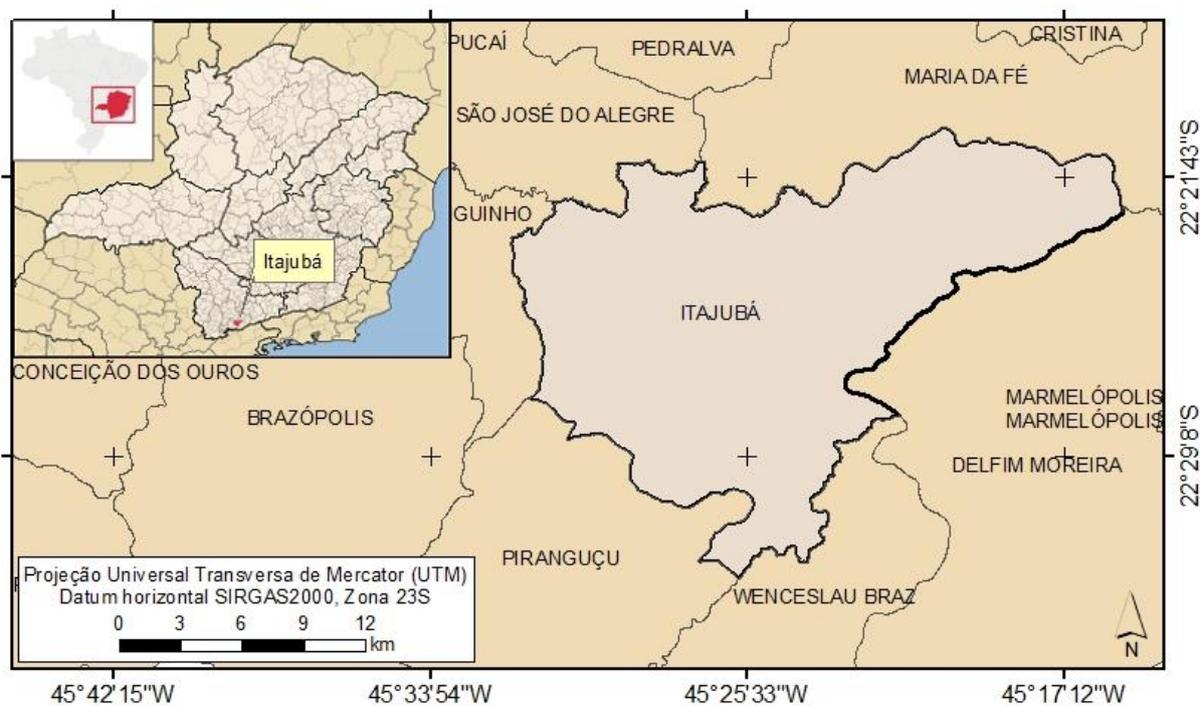 PUCAÍ
PEDRALVA
CRISTINA
MARIA DA FÉ
SÃO JOSÉ DO ALEGRE
GUINHO
Itajubá
ITAJUBÁ
CONCEIÇÃO DOS OUROS
BRAZÓPOLIS
MARMELÓPOLIS
MARMELÓPOLIS
DELFIM MOREIRA
PIRANGUÇU
WENCESLAU BRAZ
Projeção Universal Transversa de Mercator (UTM)
Datum horizontal SIRGAS2000, Zona 23S
0 3 6 9 12
km
N
22°21'43"S
22°29'8"S
45°42'15"W 45°33'54"W 45°25'33"W 45°17'12"W